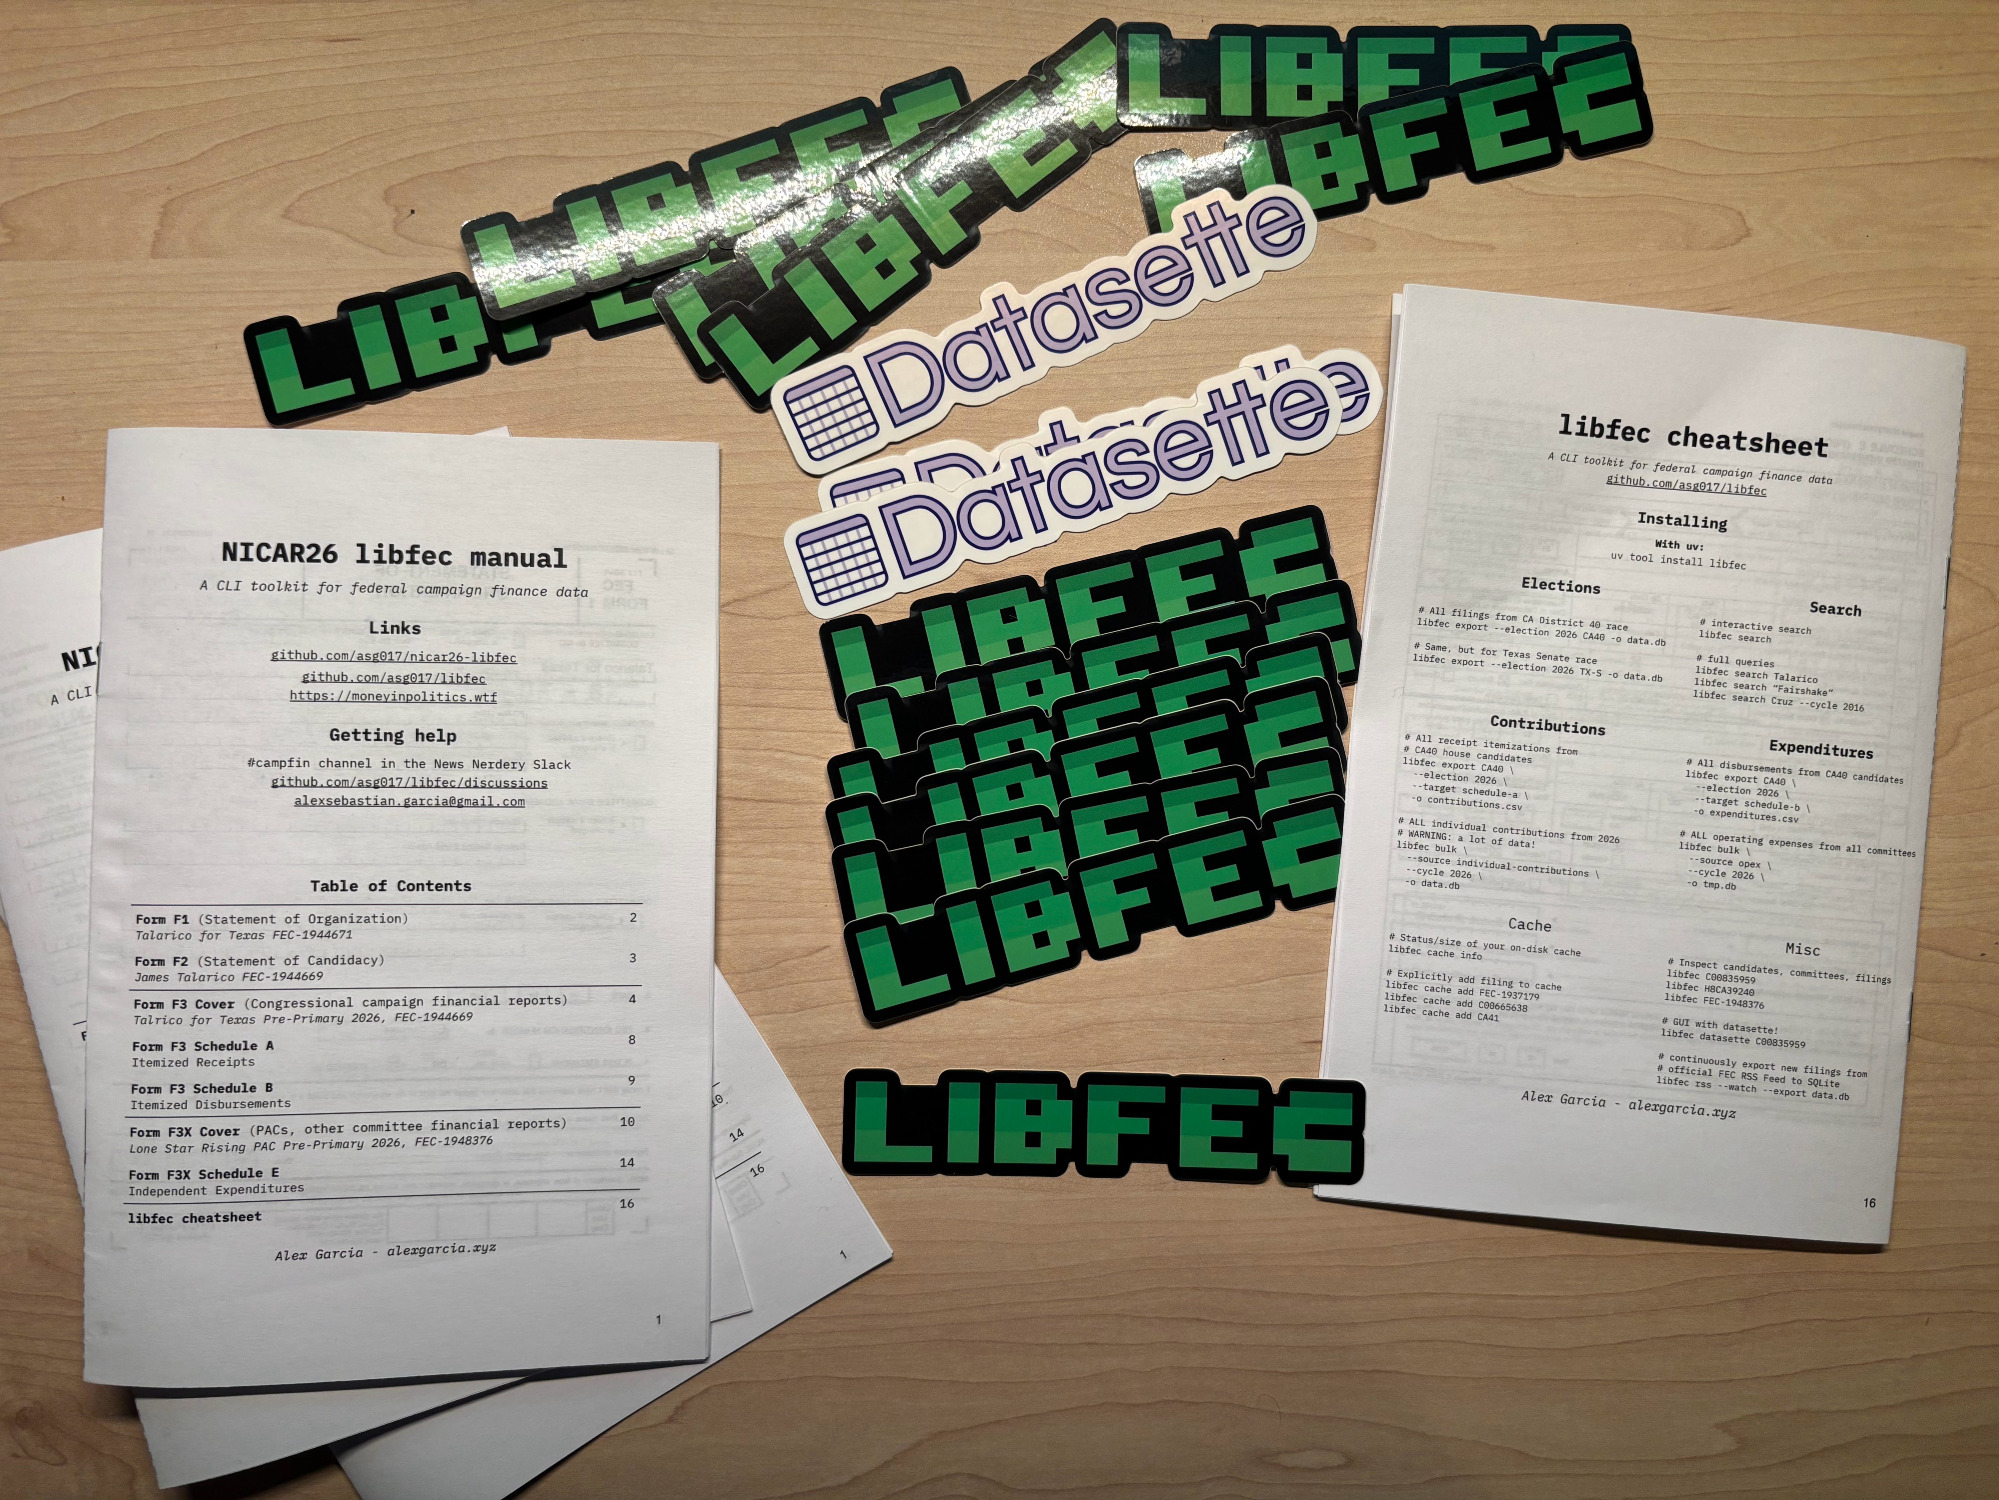 LIBFEC
LIBFEC
LIBFEC
LIBFEC
LIBFEC
Datasette
Datasette
Datasette
LIBFEC
LIBFEC
LIBFEC
LIBFEC
LIBFEC
LIBFEC
LIBFEC
NICAR26 libfec manual
A CLI toolkit for federal campaign finance data
Links
github.com/asg017/nicar26-libfec
github.com/asg017/libfec
https://moneyinpolitics.wtf
Getting help
#campfin channel in the News Nerdery Slack
github.com/asg017/libfec/discussions
alexsebastian.garcia@gmail.com
Table of Contents
Form F1 (Statement of Organization) 2
Talarico for Texas FEC-1944671
Form F2 (Statement of Candidacy) 3
James Talarico FEC-1944669
Form F3 Cover (Congressional campaign financial reports) 4
Talrico for Texas Pre-Primary 2026, FEC-1944669
Form F3 Schedule A 8
Itemized Receipts
Form F3 Schedule B 9
Itemized Disbursements
Form F3X Cover (PACs, other committee financial reports) 10
Lone Star Rising PAC Pre-Primary 2026, FEC-1948376
Form F3X Schedule E 14
Independent Expenditures
libfec cheatsheet 16
Alex Garcia - alexgarcia.xyz
1
NI
A CLI
10
14
16
1
libfec cheatsheet
A CLI toolkit for federal campaign finance data
github.com/asg017/libfec
Installing
With uv:
uv tool install libfec
Elections
# All filings from CA District 40 race
libfec export --election 2026 CA40 -o data.db
# Same, but for Texas Senate race
libfec export --election 2026 TX-S -o data.db
Search
# interactive search
libfec search
# full queries
libfec search Talarico
libfec search "Fairshake"
libfec search Cruz --cycle 2016
Contributions
# All receipt itemizations from
# CA40 house candidates
libfec export CA40 \
--election 2026 \
--target schedule-a \
-o contributions.csv
# ALL individual contributions from 2026
# WARNING: a lot of data!
libfec bulk \
--source individual-contributions \
--cycle 2026 \
-o data.db
Expenditures
# All disbursements from CA40 candidates
libfec export CA40 \
--election 2026 \
--target schedule-b \
-o expenditures.csv
# ALL operating expenses from all committees
libfec bulk \
--source opex \
--cycle 2026 \
-o tmp.db
Cache
# Status/size of your on-disk cache
libfec cache info
# Explicitly add filing to cache
libfec cache add FEC-1937179
libfec cache add C00665638
libfec cache add CA41
Misc
# Inspect candidates, committees, filings
libfec C00835959
libfec H8CA39240
libfec FEC-1948376
# GUI with datasette!
libfec datasette C00835959
# continuously export new filings from
# official FEC RSS Feed to SQLite
libfec rss --watch --export data.db
Alex Garcia - alexgarcia.xyz
16